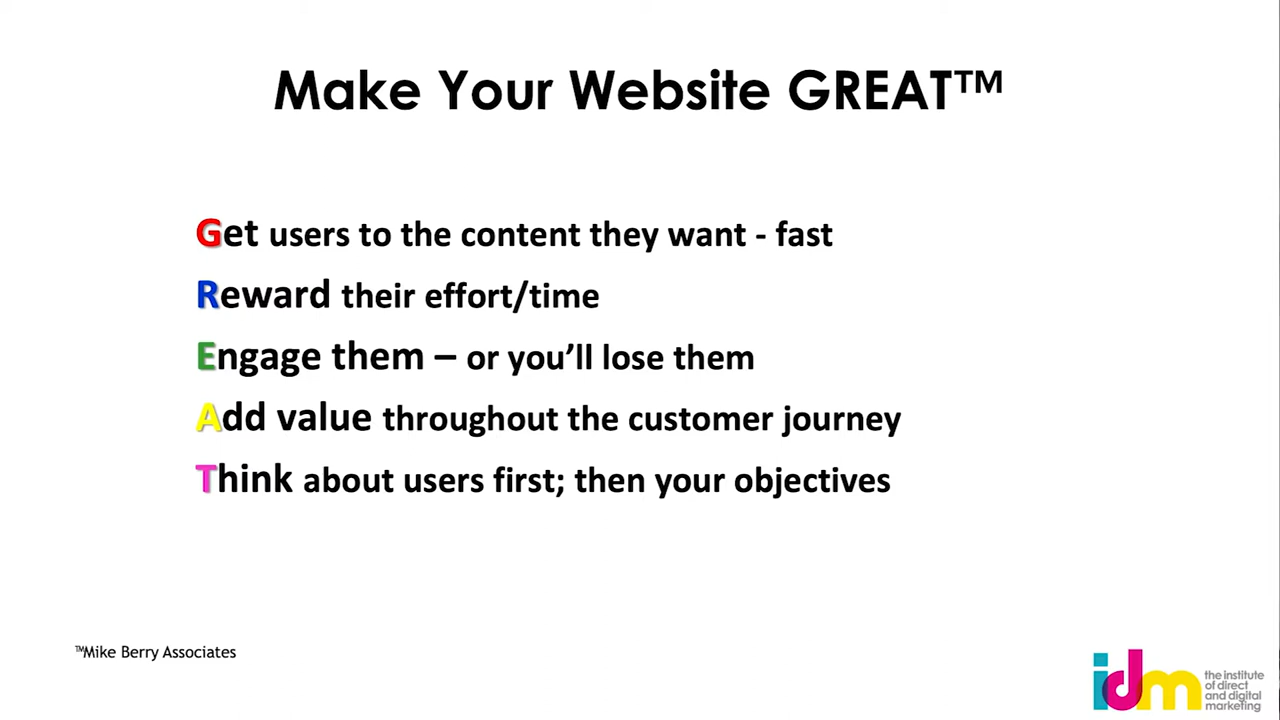 Make Your Website GREAT™
Get users to the content they want - fast
Reward their effort/time
Engage them – or you’ll lose them
Add value throughout the customer journey
Think about users first; then your objectives
™Mike Berry Associates
idm
the institute
of direct
and digital
marketing